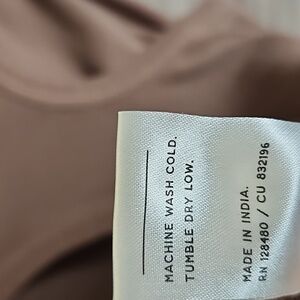 MACHINE WASH COLD.
TUMBLE DRY LOW.
MADE IN INDIA.
RN 128480 / CU 832196